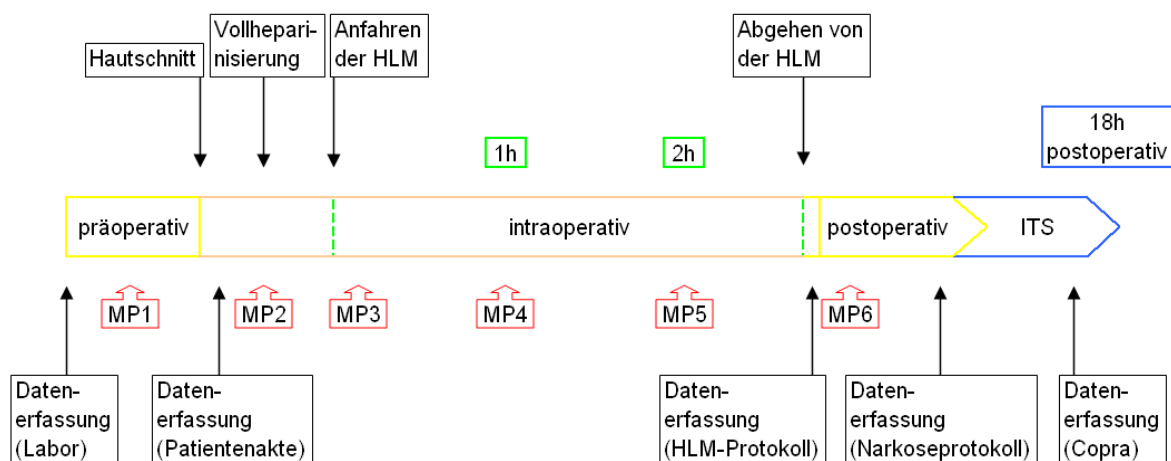 Hautschnitt
Vollhepari-
nisierung
Anfahren
der HLM
Abgehen von
der HLM
1h
2h
18h
postoperativ
präoperativ
intraoperativ
postoperativ
ITS
MP1
MP2
MP3
MP4
MP5
MP6
Daten-
erfassung
(Labor)
Daten-
erfassung
(Patientenakte)
Daten-
erfassung
(HLM-Protokoll)
Daten-
erfassung
(Narkoseprotokoll)
Daten-
erfassung
(Copra)